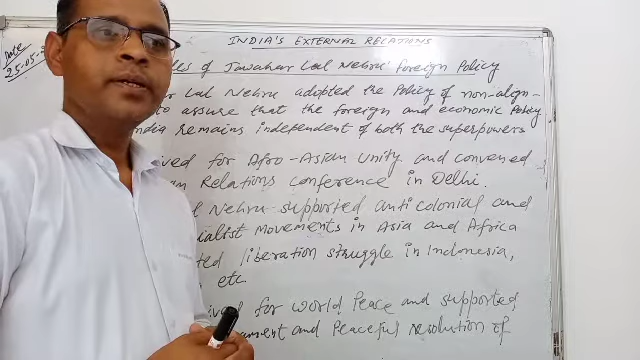 Date
25-05-2
INDIA'S EXTERNAL RELATIONS
les of Jawahar Lal Nehru' Foreign Policy
r Lal Nehru adopted the Policy of non-align-
to assure that the foreign and economic Policy
India remains independent of both the superpowers
ived for Afro-Asian Unity and convened
an Relations conference in Delhi.
l Nehru supported anti colonial and
ialist movements in Asia and Africa
ted liberation struggle in Indonesia,
etc
ived for World Peace and supported
ament and Peaceful resolution of